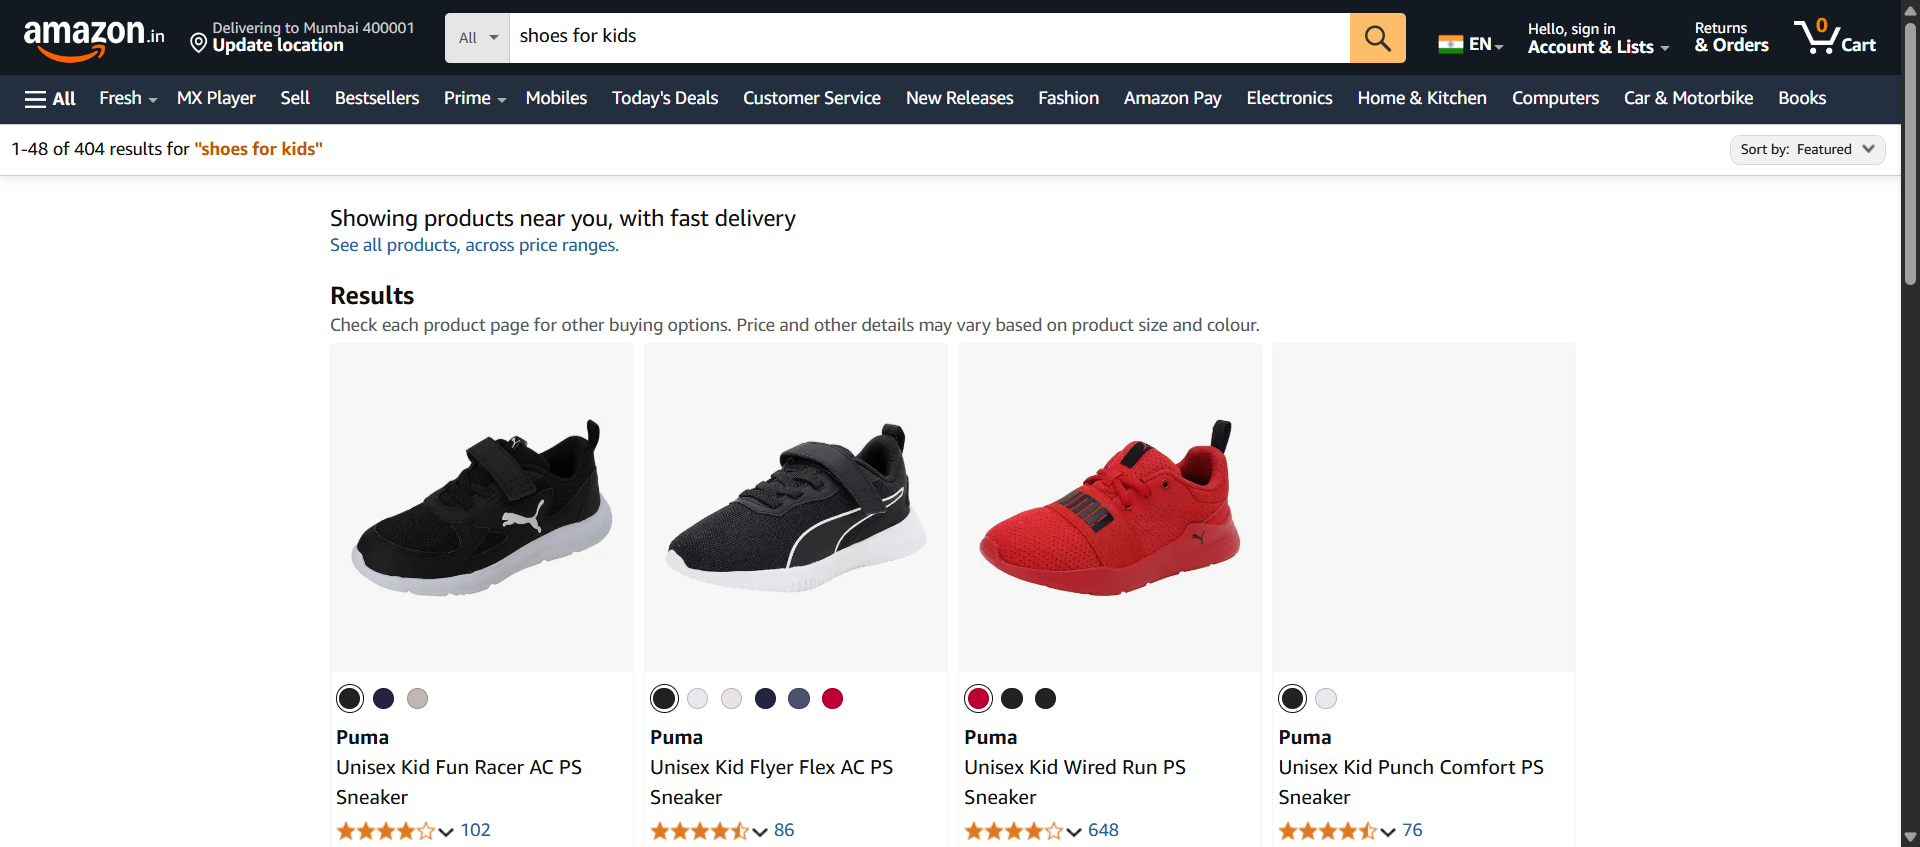 amazon.in
Delivering to Mumbai 400001
Update location
All
shoes for kids
EN
Hello, sign in
Account & Lists
Returns
& Orders
0
Cart
All
Fresh
MX Player
Sell
Bestsellers
Prime
Mobiles
Today's Deals
Customer Service
New Releases
Fashion
Amazon Pay
Electronics
Home & Kitchen
Computers
Car & Motorbike
Books
1-48 of 404 results for "shoes for kids"
Sort by: Featured
Showing products near you, with fast delivery
See all products, across price ranges.
Results
Check each product page for other buying options. Price and other details may vary based on product size and colour.
PUMA
Puma
Unisex Kid Fun Racer AC PS
Sneaker
102
Puma
Unisex Kid Flyer Flex AC PS
Sneaker
86
Puma
Unisex Kid Wired Run PS
Sneaker
648
Puma
Unisex Kid Punch Comfort PS
Sneaker
76